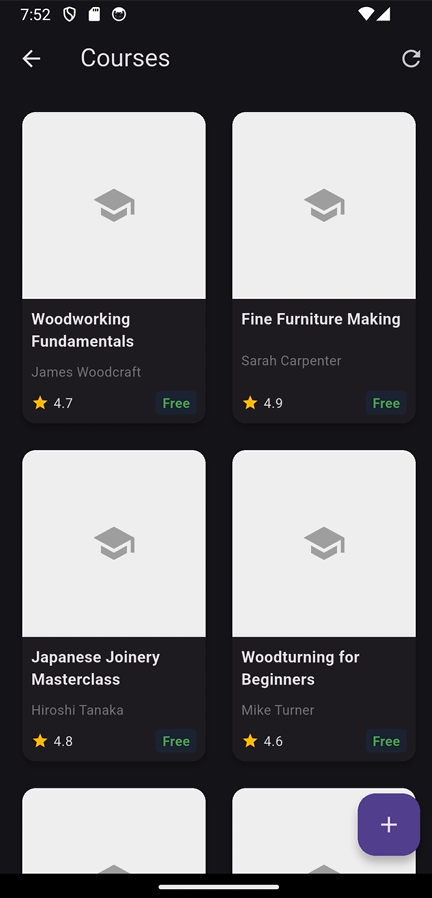 7:52
Courses
Woodworking
Fundamentals
James Woodcraft
4.7
Free
Fine Furniture Making
Sarah Carpenter
4.9
Free
Japanese Joinery
Masterclass
Hiroshi Tanaka
4.8
Free
Woodturning for
Beginners
Mike Turner
4.6
Free